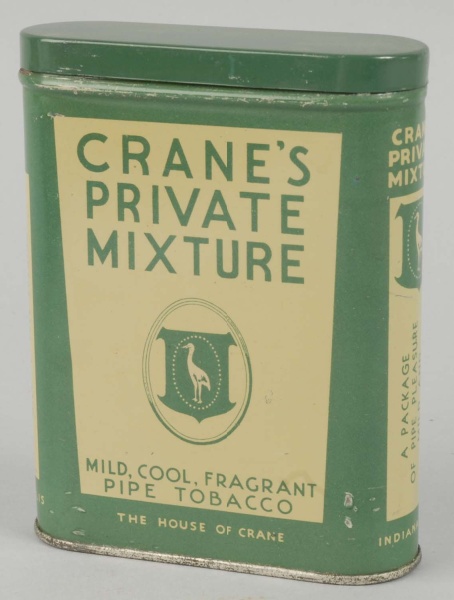 CRANE'S
PRIVATE
MIXTURE
MILD, COOL, FRAGRANT
PIPE TOBACCO
THE HOUSE OF CRANE
A PACKAGE
OF PIPE PLEASURE